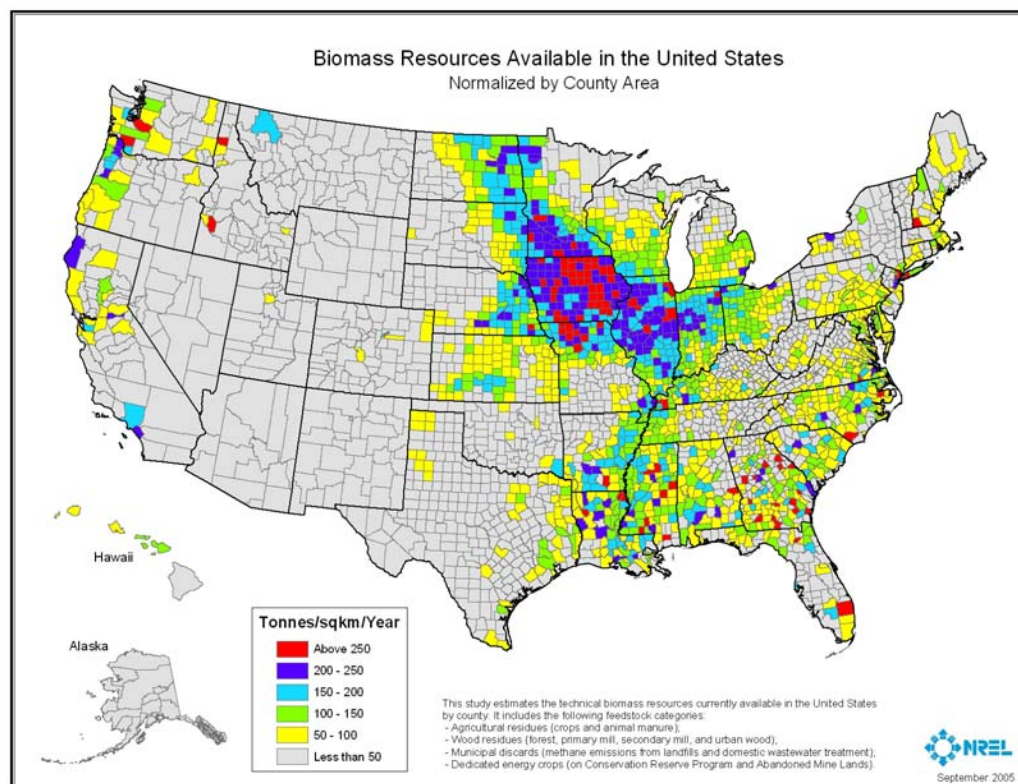 Biomass Resources Available in the United States
Normalized by County Area
Hawaii
Alaska
Tonnes/sqkm/Year
Above 250
200 - 250
150 - 200
100 - 150
50 - 100
Less than 50
This study estimates the technical biomass resources currently available in the United States
by county. It includes the following feedstock categories:
- Agricultural residues (crops and animal manure);
- Wood residues (forest, primary mill, secondary mill, and urban wood);
- Municipal discards (methane emissions from landfills and domestic wastewater treatment);
- Dedicated energy crops (on Conservation Reserve Program and Abandoned Mine Lands).
NREL
September 2005